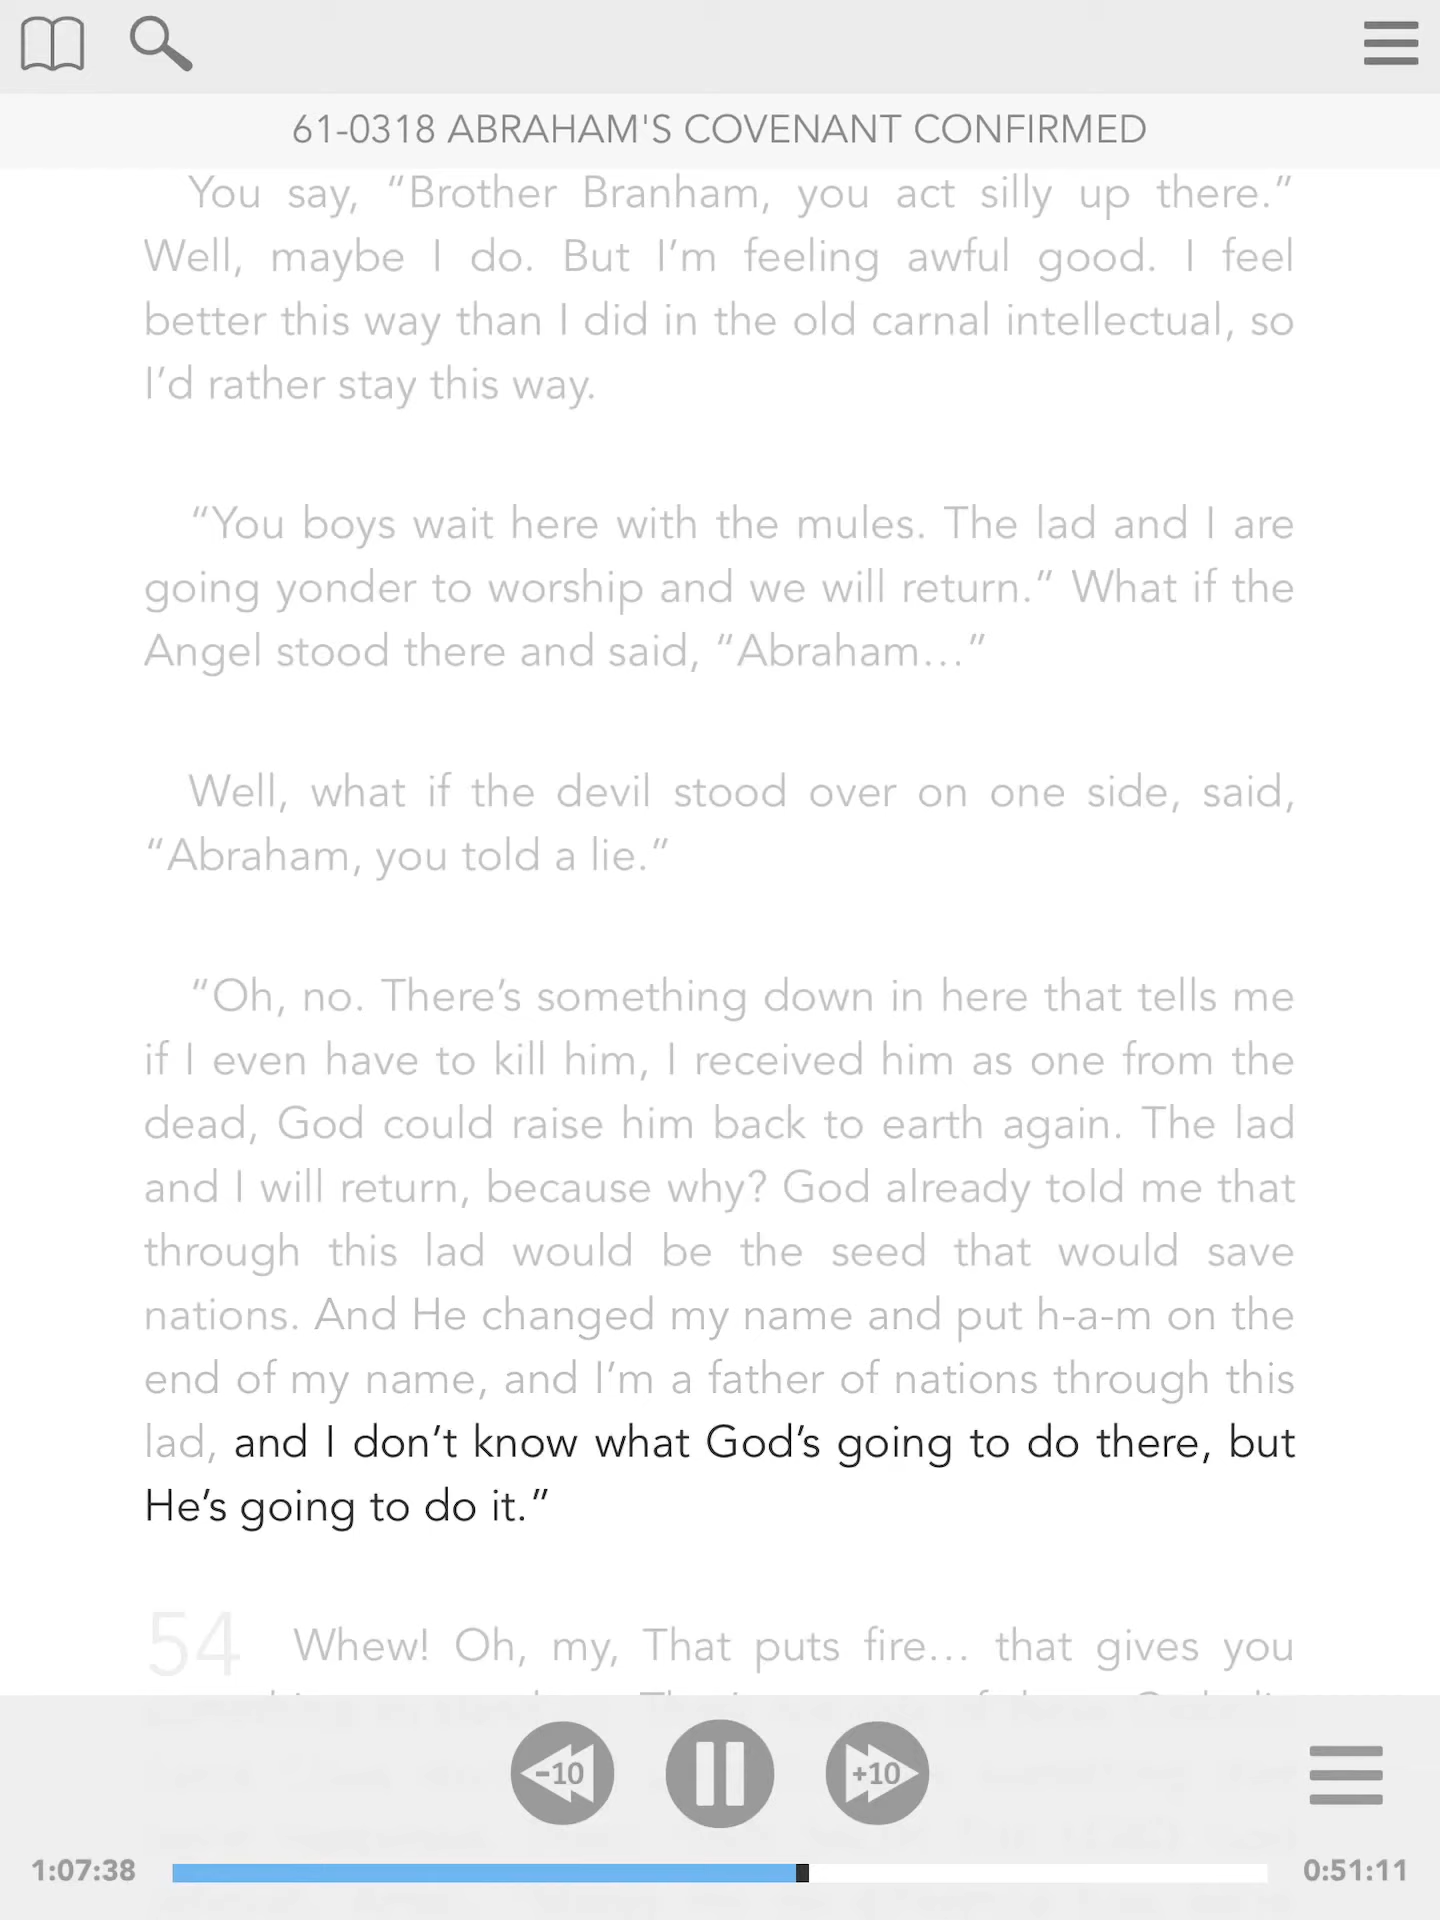 61-0318 ABRAHAM'S COVENANT CONFIRMED
You say, “Brother Branham, you act silly up there.”
Well, maybe I do. But I’m feeling awful good. I feel
better this way than I did in the old carnal intellectual, so
I’d rather stay this way.
“You boys wait here with the mules. The lad and I are
going yonder to worship and we will return.” What if the
Angel stood there and said, “Abraham…”
Well, what if the devil stood over on one side, said,
“Abraham, you told a lie.”
“Oh, no. There’s something down in here that tells me
if I even have to kill him, I received him as one from the
dead, God could raise him back to earth again. The lad
and I will return, because why? God already told me that
through this lad would be the seed that would save
nations. And He changed my name and put h-a-m on the
end of my name, and I’m a father of nations through this
lad, and I don’t know what God’s going to do there, but
He’s going to do it.”
54 Whew! Oh, my, That puts fire… that gives you
-10 +10
1:07:38 0:51:11